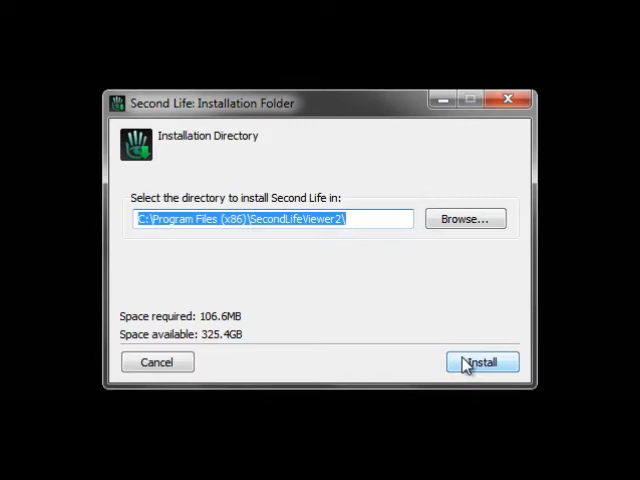 Second Life: Installation Folder
Installation Directory
Select the directory to install Second Life in:
C:\Program Files (x86)\SecondLifeViewer2\
Browse...
Space required: 106.6MB
Space available: 325.4GB
Cancel
Install